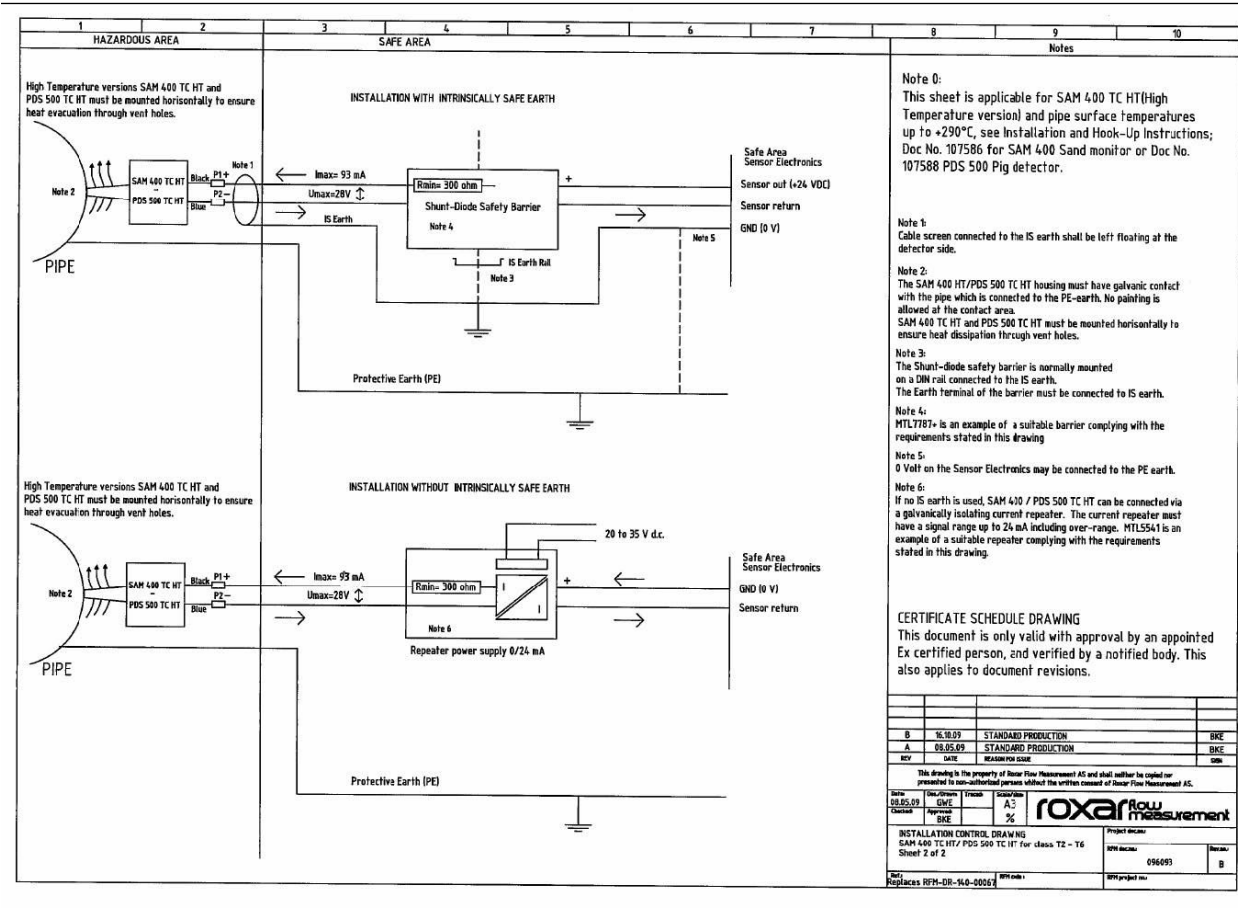 1 2 3 4 5 6 7 8 9 10
HAZARDOUS AREA
SAFE AREA
Notes
High Temperature versions SAM 400 TC HT and
PDS 500 TC HT must be mounted horisontally to ensure
heat evacuation through vent holes.
INSTALLATION WITH INTRINSICALLY SAFE EARTH
Note 2
SAM 400 TC HT
-
PDS 500 TC HT
Black P1+
P2-
Blue
Note 1
Imax= 93 mA
Umax=28V
IS Earth
Rmin= 300 ohm
Shunt-Diode Safety Barrier
Note 4
IS Earth Rail
Note 3
+
Safe Area
Sensor Electronics
Sensor out (+24 VDC)
Sensor return
GND (0 V)
Note 5
PIPE
Protective Earth (PE)
High Temperature versions SAM 400 TC HT and
PDS 500 TC HT must be mounted horisontally to ensure
heat evacuation through vent holes.
INSTALLATION WITHOUT INTRINSICALLY SAFE EARTH
20 to 35 V d.c.
Note 2
SAM 400 TC HT
-
PDS 500 TC HT
Black P1+
P2-
Blue
Imax= 93 mA
Umax=28V
Rmin= 300 ohm
I
I
Note 6
Repeater power supply 0/24 mA
+
Safe Area
Sensor Electronics
GND (0 V)
Sensor return
PIPE
Protective Earth (PE)
Note 0:
This sheet is applicable for SAM 400 TC HT(High
Temperature version) and pipe surface temperatures
up to +290°C, see Installation and Hook-Up Instructions;
Doc No. 107586 for SAM 400 Sand monitor or Doc No.
107588 PDS 500 Pig detector.
Note 1:
Cable screen connected to the IS earth shall be left floating at the
detector side.
Note 2:
The SAM 400 HT/PDS 500 TC HT housing must have galvanic contact
with the pipe which is connected to the PE-earth. No painting is
allowed at the contact area.
SAM 400 TC HT and PDS 500 TC HT must be mounted horisontally to
ensure heat dissipation through vent holes.
Note 3:
The Shunt-diode safety barrier is normally mounted
on a DIN rail connected to the IS earth.
The Earth terminal of the barrier must be connected to IS earth.
Note 4:
MTL7787+ is an example of a suitable barrier complying with the
requirements stated in this drawing
Note 5:
0 Volt on the Sensor Electronics may be connected to the PE earth.
Note 6:
If no IS earth is used, SAM 400 / PDS 500 TC HT can be connected via
a galvanically isolating current repeater. The current repeater must
have a signal range up to 24 mA including over-range. MTL5541 is an
example of a suitable repeater complying with the requirements
stated in this drawing.
CERTIFICATE SCHEDULE DRAWING
This document is only valid with approval by an appointed
Ex certified person, and verified by a notified body. This
also applies to document revisions.
B 16.10.09 STANDARD PRODUCTION BKE
A 08.05.09 STANDARD PRODUCTION BKE
REV DATE REASON FOR ISSUE SIGN
This drawing is the property of Roxar Flow Measurement AS and shall neither be copied nor
presented to non-authorized persons whitout the written consent of Roxar Flow Measurement AS.
Date: Des./Drawn Traced: Scale/size
08.05.09 GWE A3
Checked: Approved: BKE %
roxar flow measurement
INSTALLATION CONTROL DRAWING
SAM 400 TC HT/ PDS 500 TC HT for class T2 - T6
Sheet 2 of 2
Project doc.no.:
RFM doc.no.: 096093
Rev.no.: B
Ref.:
Replaces RFM-DR-140-00067
RFM code :
RFM project no.: